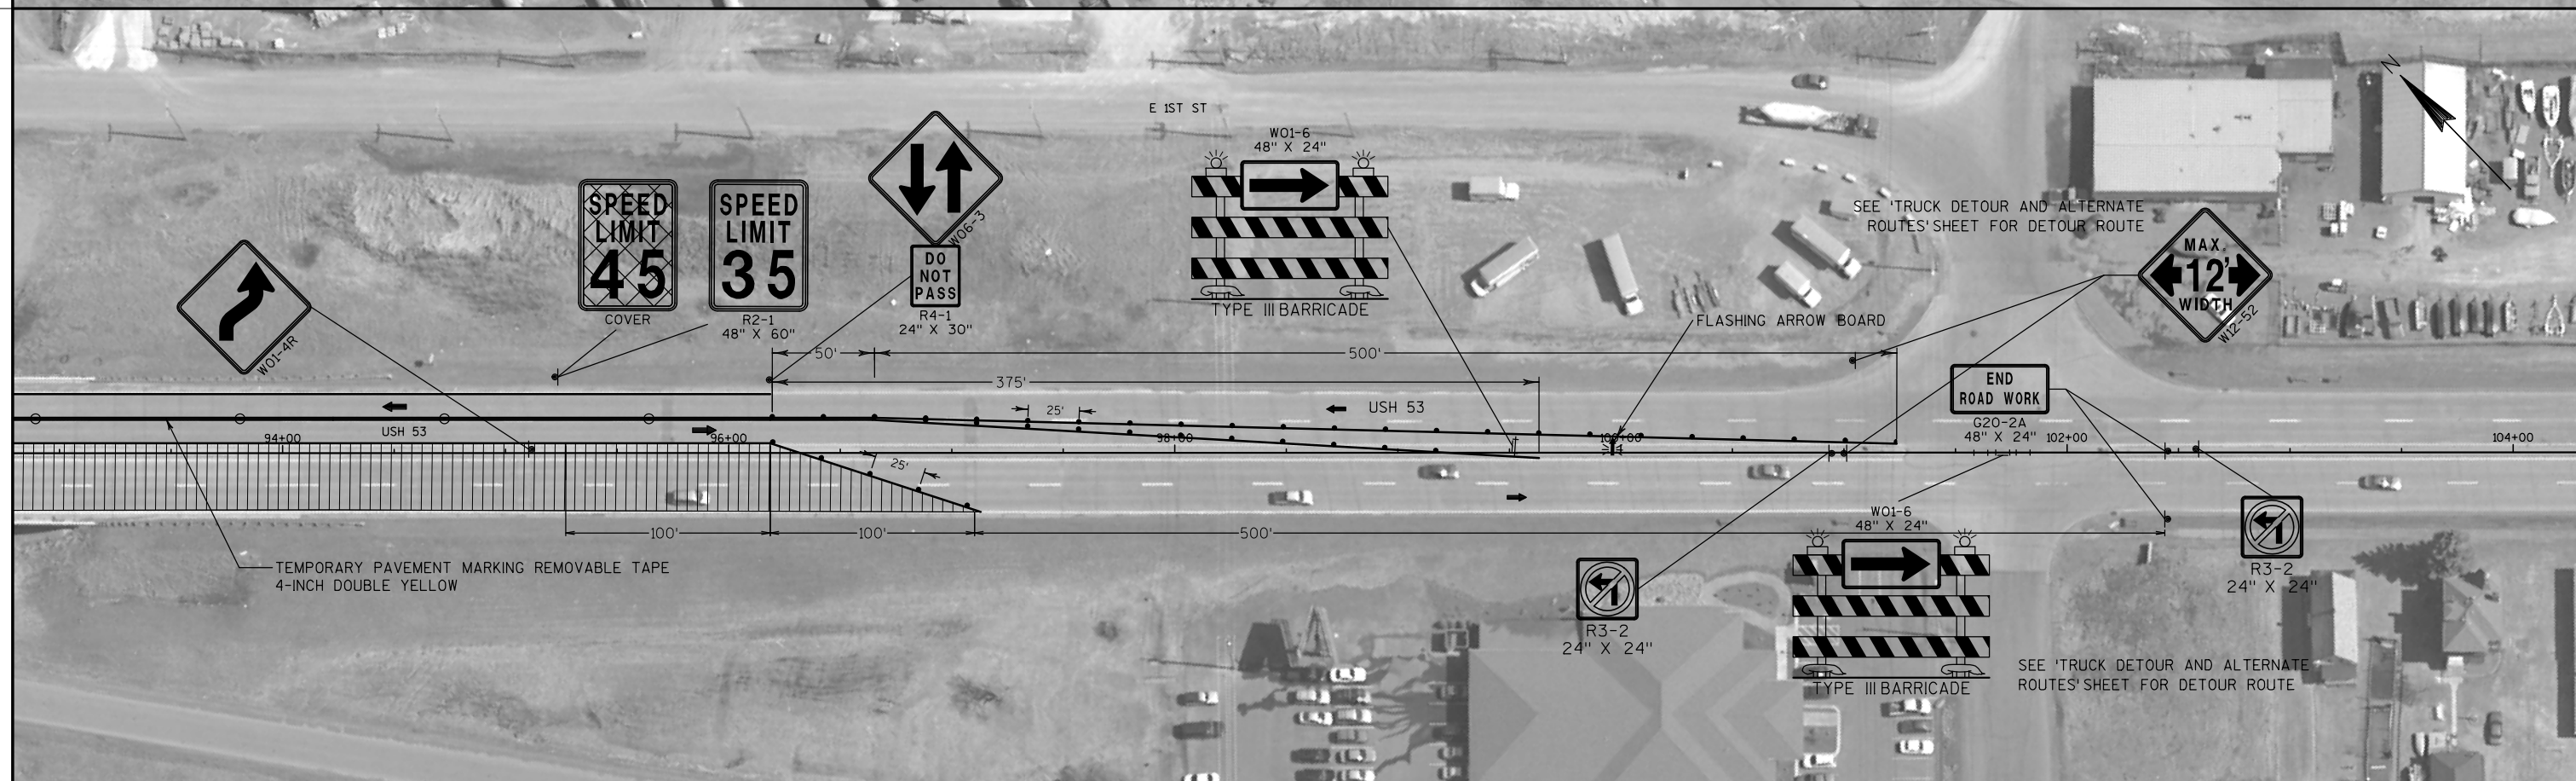 E 1ST ST
N
W01-6
48" X 24"
TYPE III BARRICADE
SPEED
LIMIT
45
COVER
SPEED
LIMIT
35
R2-1
48" X 60"
W06-3
DO
NOT
PASS
R4-1
24" X 30"
W01-4R
SEE 'TRUCK DETOUR AND ALTERNATE
ROUTES' SHEET FOR DETOUR ROUTE
MAX.
12'
WIDTH
W12-52
FLASHING ARROW BOARD
50'
500'
375'
25'
USH 53
END
ROAD WORK
G20-2A
48" X 24"
94+00
USH 53
96+00
98+00
100+00
102+00
104+00
25'
100'
100'
500'
TEMPORARY PAVEMENT MARKING REMOVABLE TAPE
4-INCH DOUBLE YELLOW
W01-6
48" X 24"
TYPE III BARRICADE
R3-2
24" X 24"
R3-2
24" X 24"
SEE 'TRUCK DETOUR AND ALTERNATE
ROUTES' SHEET FOR DETOUR ROUTE